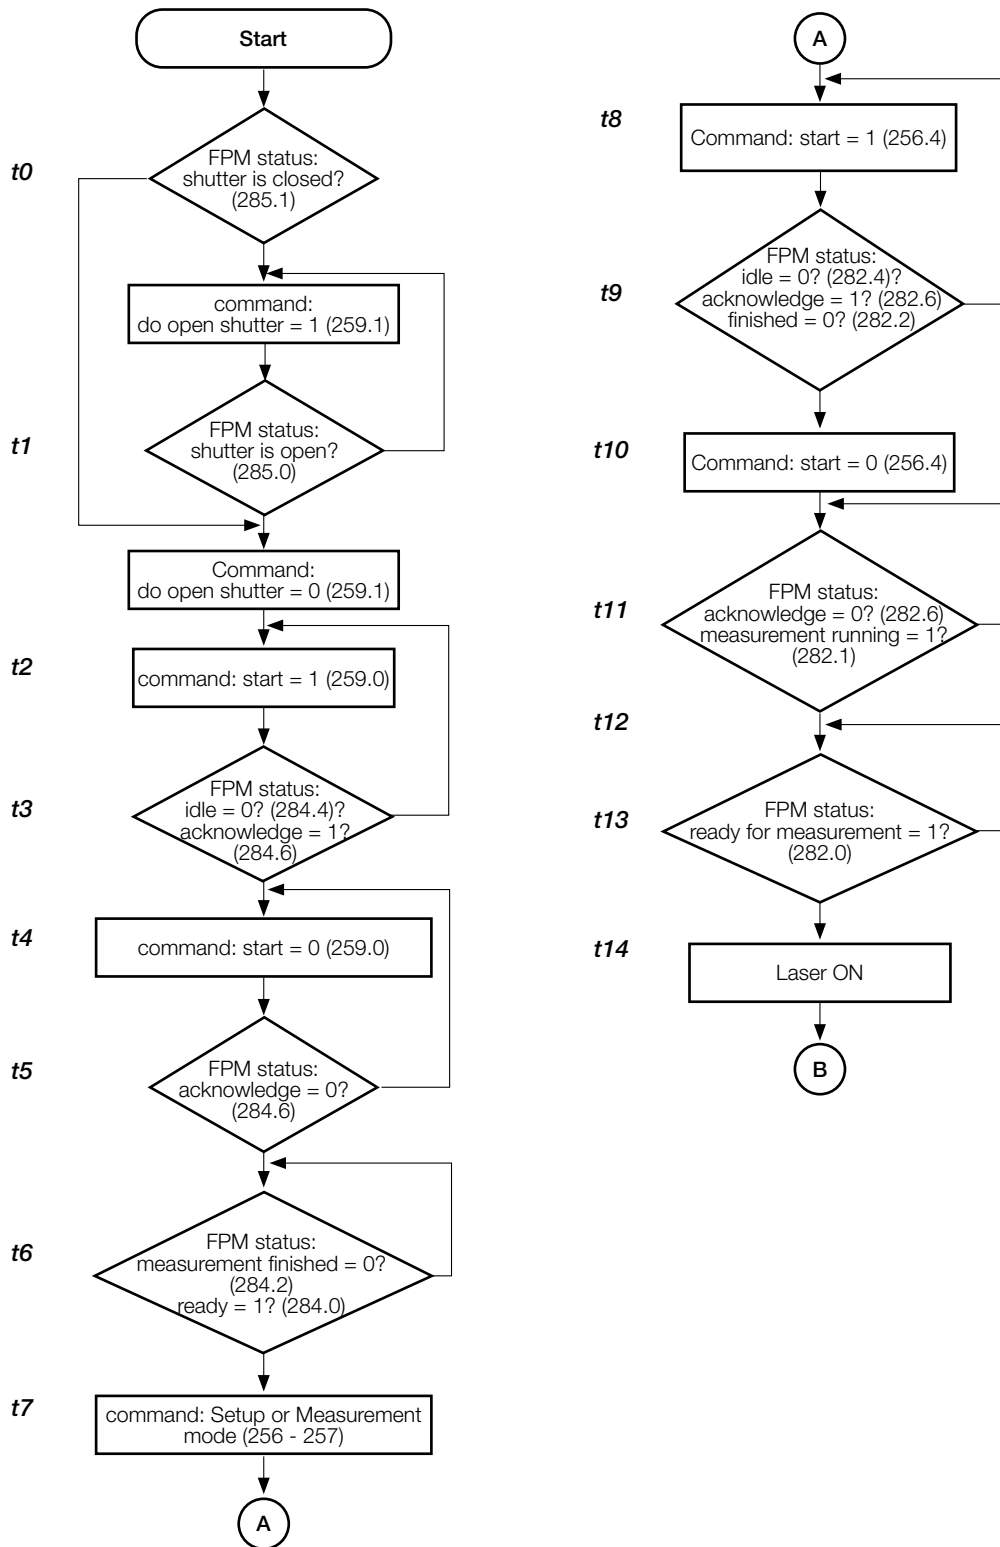 Start
t0
FPM status:
shutter is closed?
(285.1)
command:
do open shutter = 1 (259.1)
t1
FPM status:
shutter is open?
(285.0)
Command:
do open shutter = 0 (259.1)
t2
command: start = 1 (259.0)
t3
FPM status:
idle = 0? (284.4)?
acknowledge = 1?
(284.6)
t4
command: start = 0 (259.0)
t5
FPM status:
acknowledge = 0?
(284.6)
t6
FPM status:
measurement finished = 0?
(284.2)
ready = 1? (284.0)
t7
command: Setup or Measurement
mode (256 - 257)
A
A
t8
Command: start = 1 (256.4)
t9
FPM status:
idle = 0? (282.4)?
acknowledge = 1? (282.6)
finished = 0? (282.2)
t10
Command: start = 0 (256.4)
t11
FPM status:
acknowledge = 0? (282.6)
measurement running = 1?
(282.1)
t12
t13
FPM status:
ready for measurement = 1?
(282.0)
t14
Laser ON
B